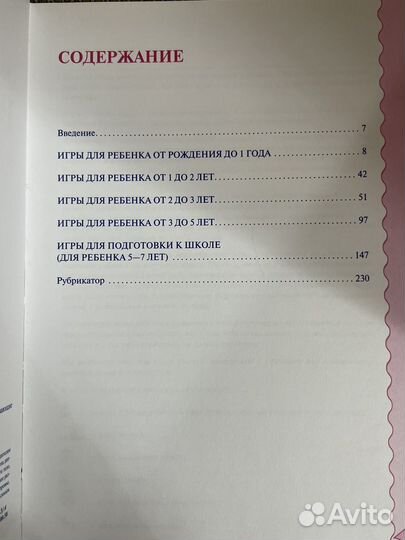 СОДЕРЖАНИЕ
Введение. 7
ИГРЫ ДЛЯ РЕБЕНКА ОТ РОЖДЕНИЯ ДО 1 ГОДА 8
ИГРЫ ДЛЯ РЕБЕНКА ОТ 1 ДО 2 ЛЕТ. 42
ИГРЫ ДЛЯ РЕБЕНКА ОТ 2 ДО 3 ЛЕТ. 51
ИГРЫ ДЛЯ РЕБЕНКА ОТ 3 ДО 5 ЛЕТ. 97
ИГРЫ ДЛЯ ПОДГОТОВКИ К ШКОЛЕ
(ДЛЯ РЕБЕНКА 5—7 ЛЕТ) 147
Рубрикатор 230
Avito